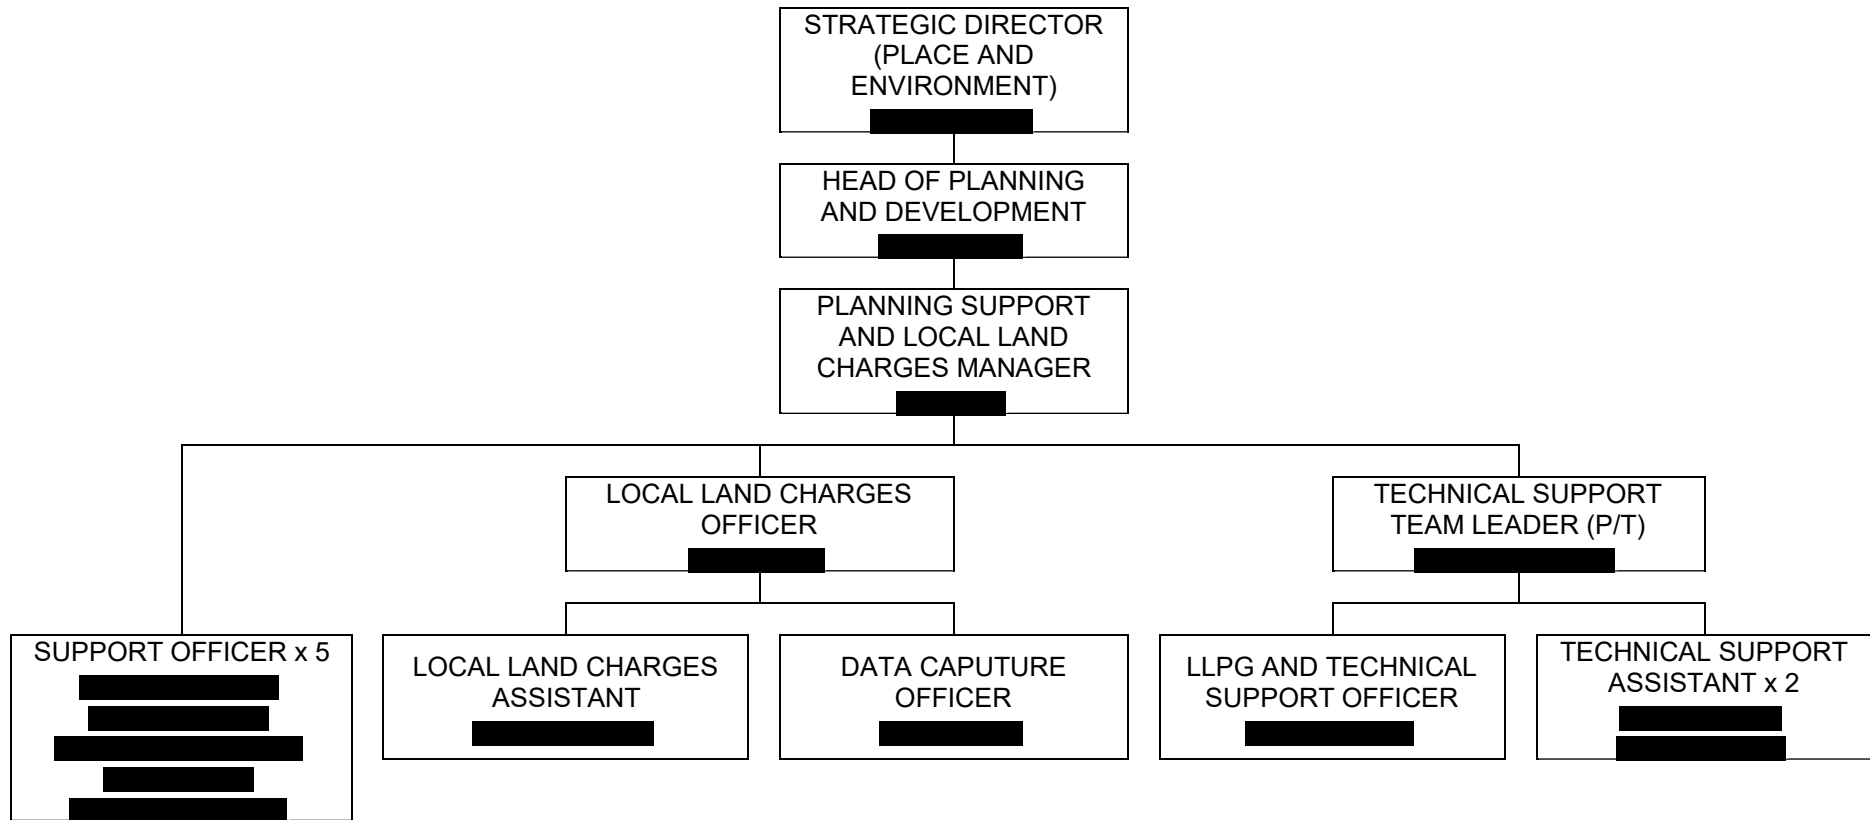 STRATEGIC DIRECTOR
(PLACE AND
ENVIRONMENT)
HEAD OF PLANNING
AND DEVELOPMENT
PLANNING SUPPORT
AND LOCAL LAND
CHARGES MANAGER
LOCAL LAND CHARGES
OFFICER
TECHNICAL SUPPORT
TEAM LEADER (P/T)
SUPPORT OFFICER x 5
LOCAL LAND CHARGES
ASSISTANT
DATA CAPUTURE
OFFICER
LLPG AND TECHNICAL
SUPPORT OFFICER
TECHNICAL SUPPORT
ASSISTANT x 2